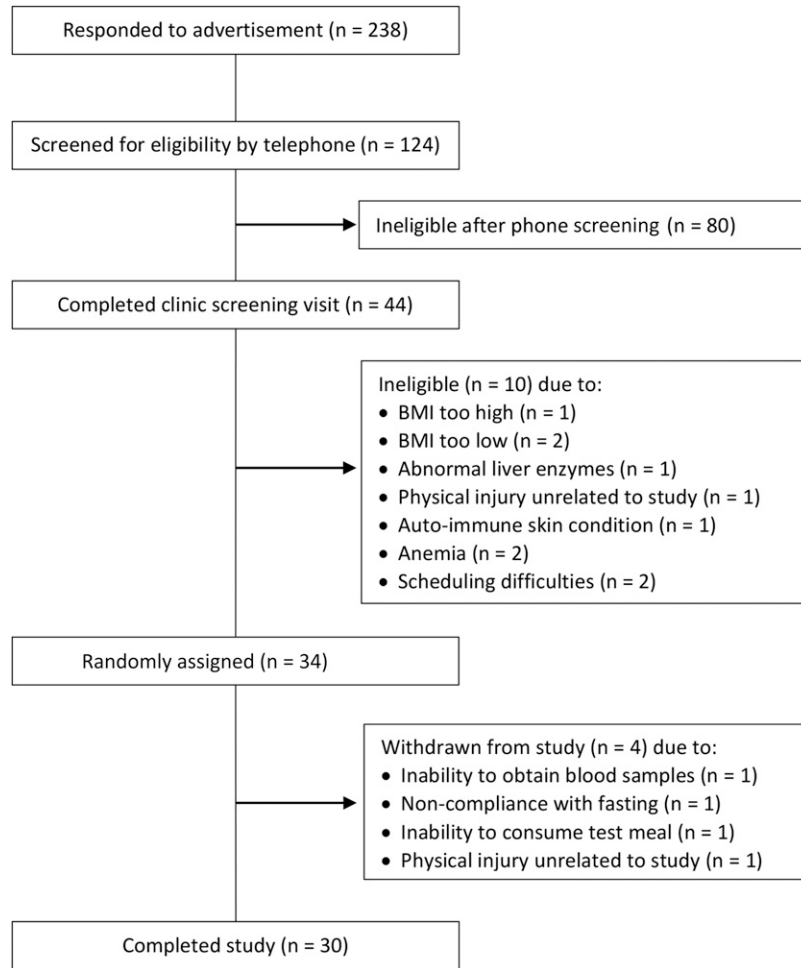 Responded to advertisement (n = 238)
Screened for eligibility by telephone (n = 124)
Ineligible after phone screening (n = 80)
Completed clinic screening visit (n = 44)
Ineligible (n = 10) due to:
• BMI too high (n = 1)
• BMI too low (n = 2)
• Abnormal liver enzymes (n = 1)
• Physical injury unrelated to study (n = 1)
• Auto-immune skin condition (n = 1)
• Anemia (n = 2)
• Scheduling difficulties (n = 2)
Randomly assigned (n = 34)
Withdrawn from study (n = 4) due to:
• Inability to obtain blood samples (n = 1)
• Non-compliance with fasting (n = 1)
• Inability to consume test meal (n = 1)
• Physical injury unrelated to study (n = 1)
Completed study (n = 30)